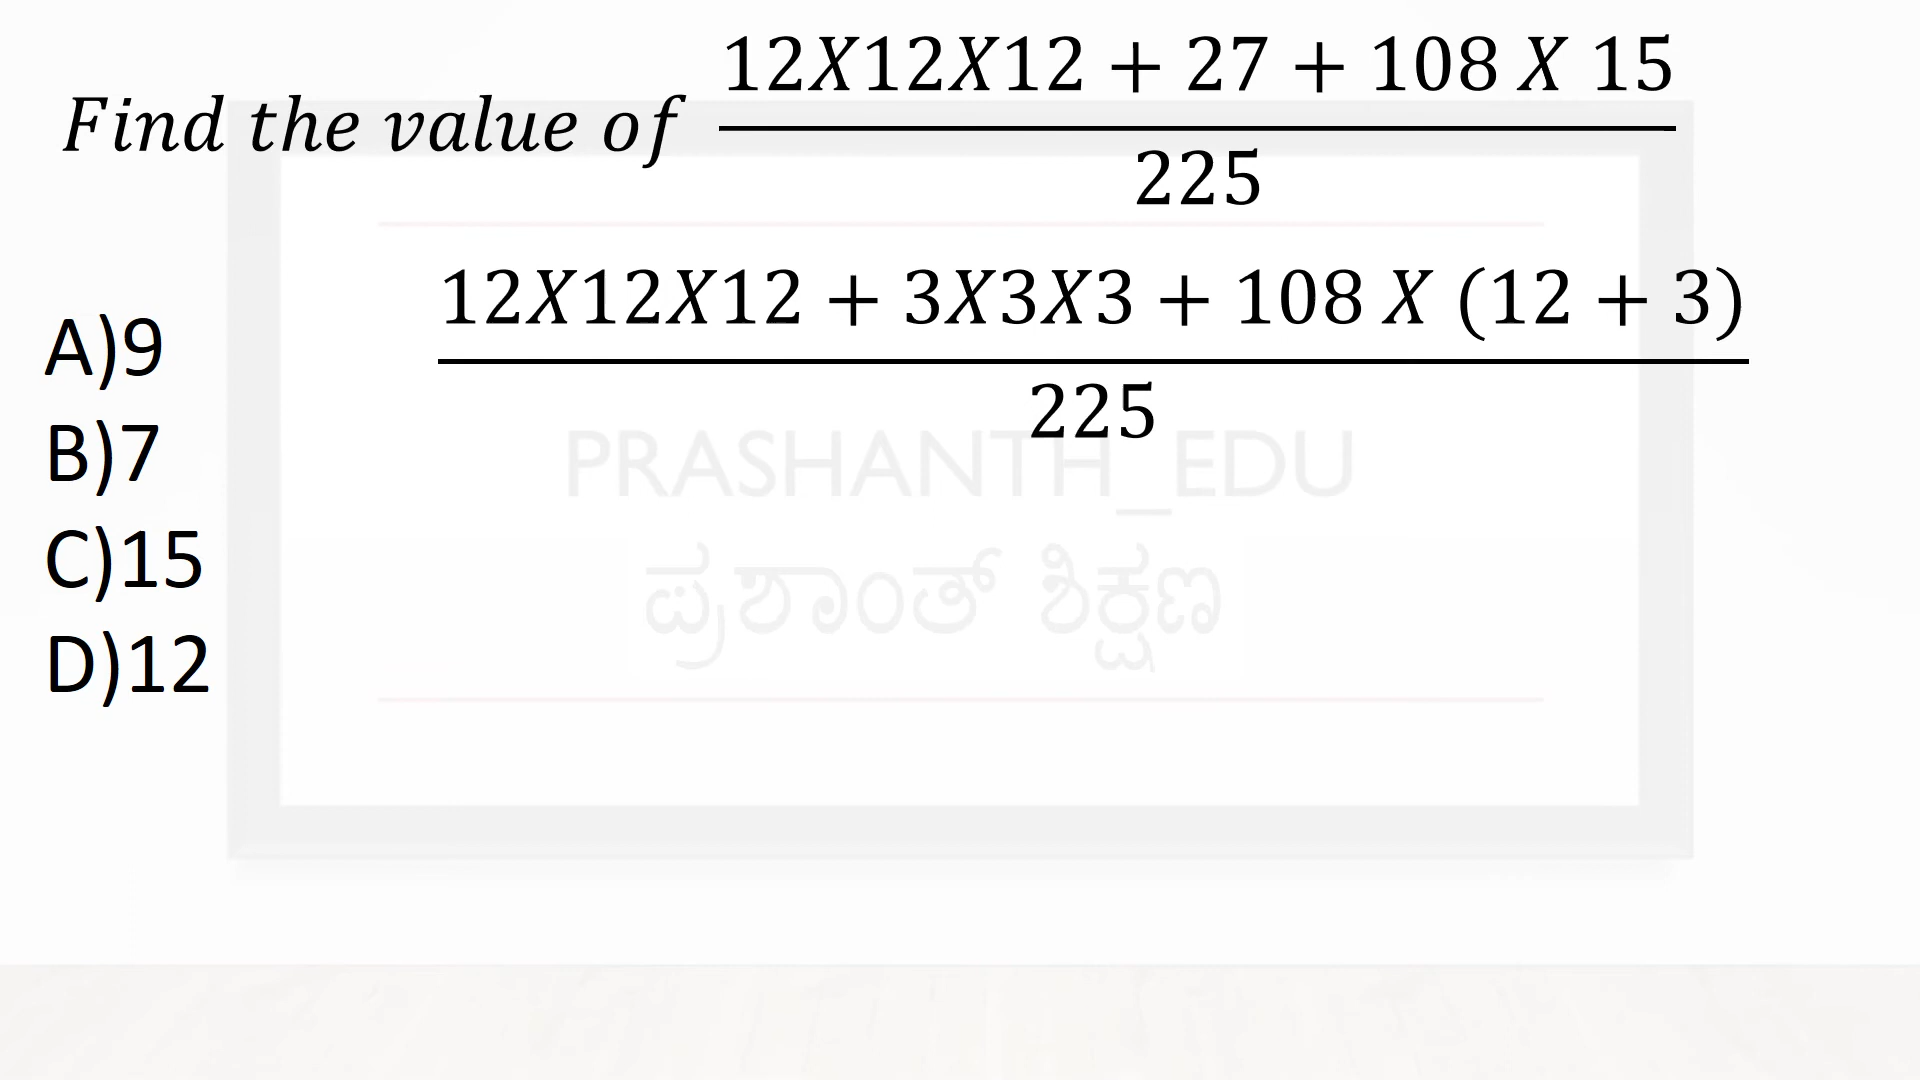 Find the value of (12X12X12 + 27 + 108 X 15)/225
(12X12X12 + 3X3X3 + 108 X (12 + 3))/225
A)9
B)7
C)15
D)12
PRASHANTH_EDU
ಪ್ರಶಾಂತ್ ಶಿಕ್ಷಣ